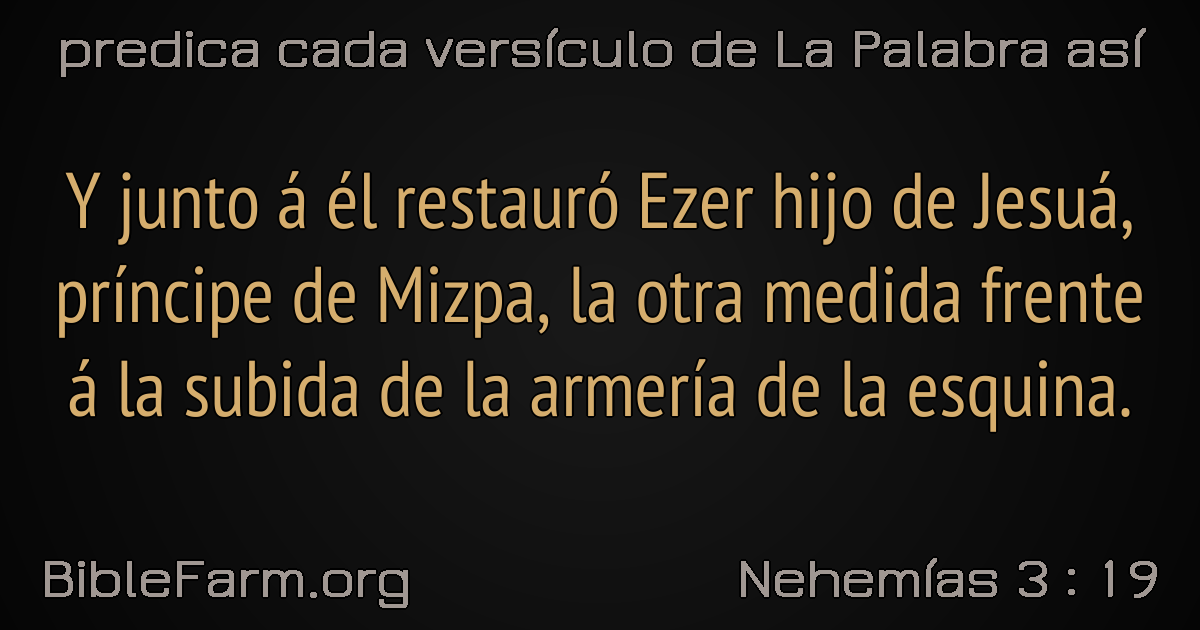 predica cada versículo de La Palabra así
Y junto á él restauró Ezer hijo de Jesuá,
príncipe de Mizpa, la otra medida frente
á la subida de la armería de la esquina.
BibleFarm.org
Nehemías 3 : 19